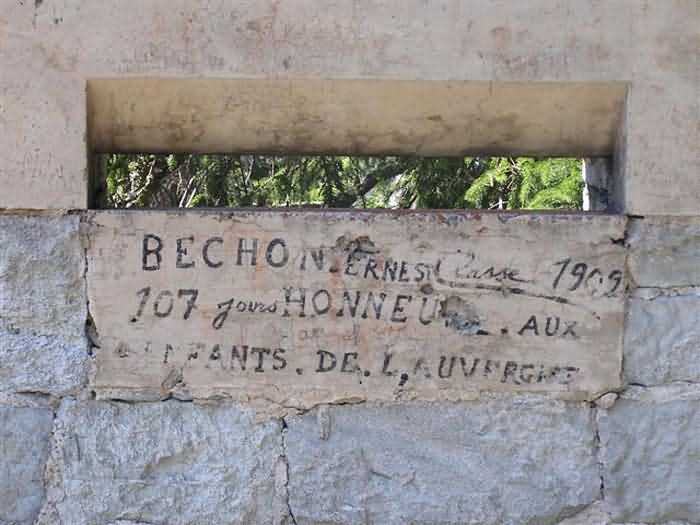 BECHON. ERNEST Classe 1909
107 jours HONNEUR. AUX
ENFANTS. DE. L, AUVERGNE